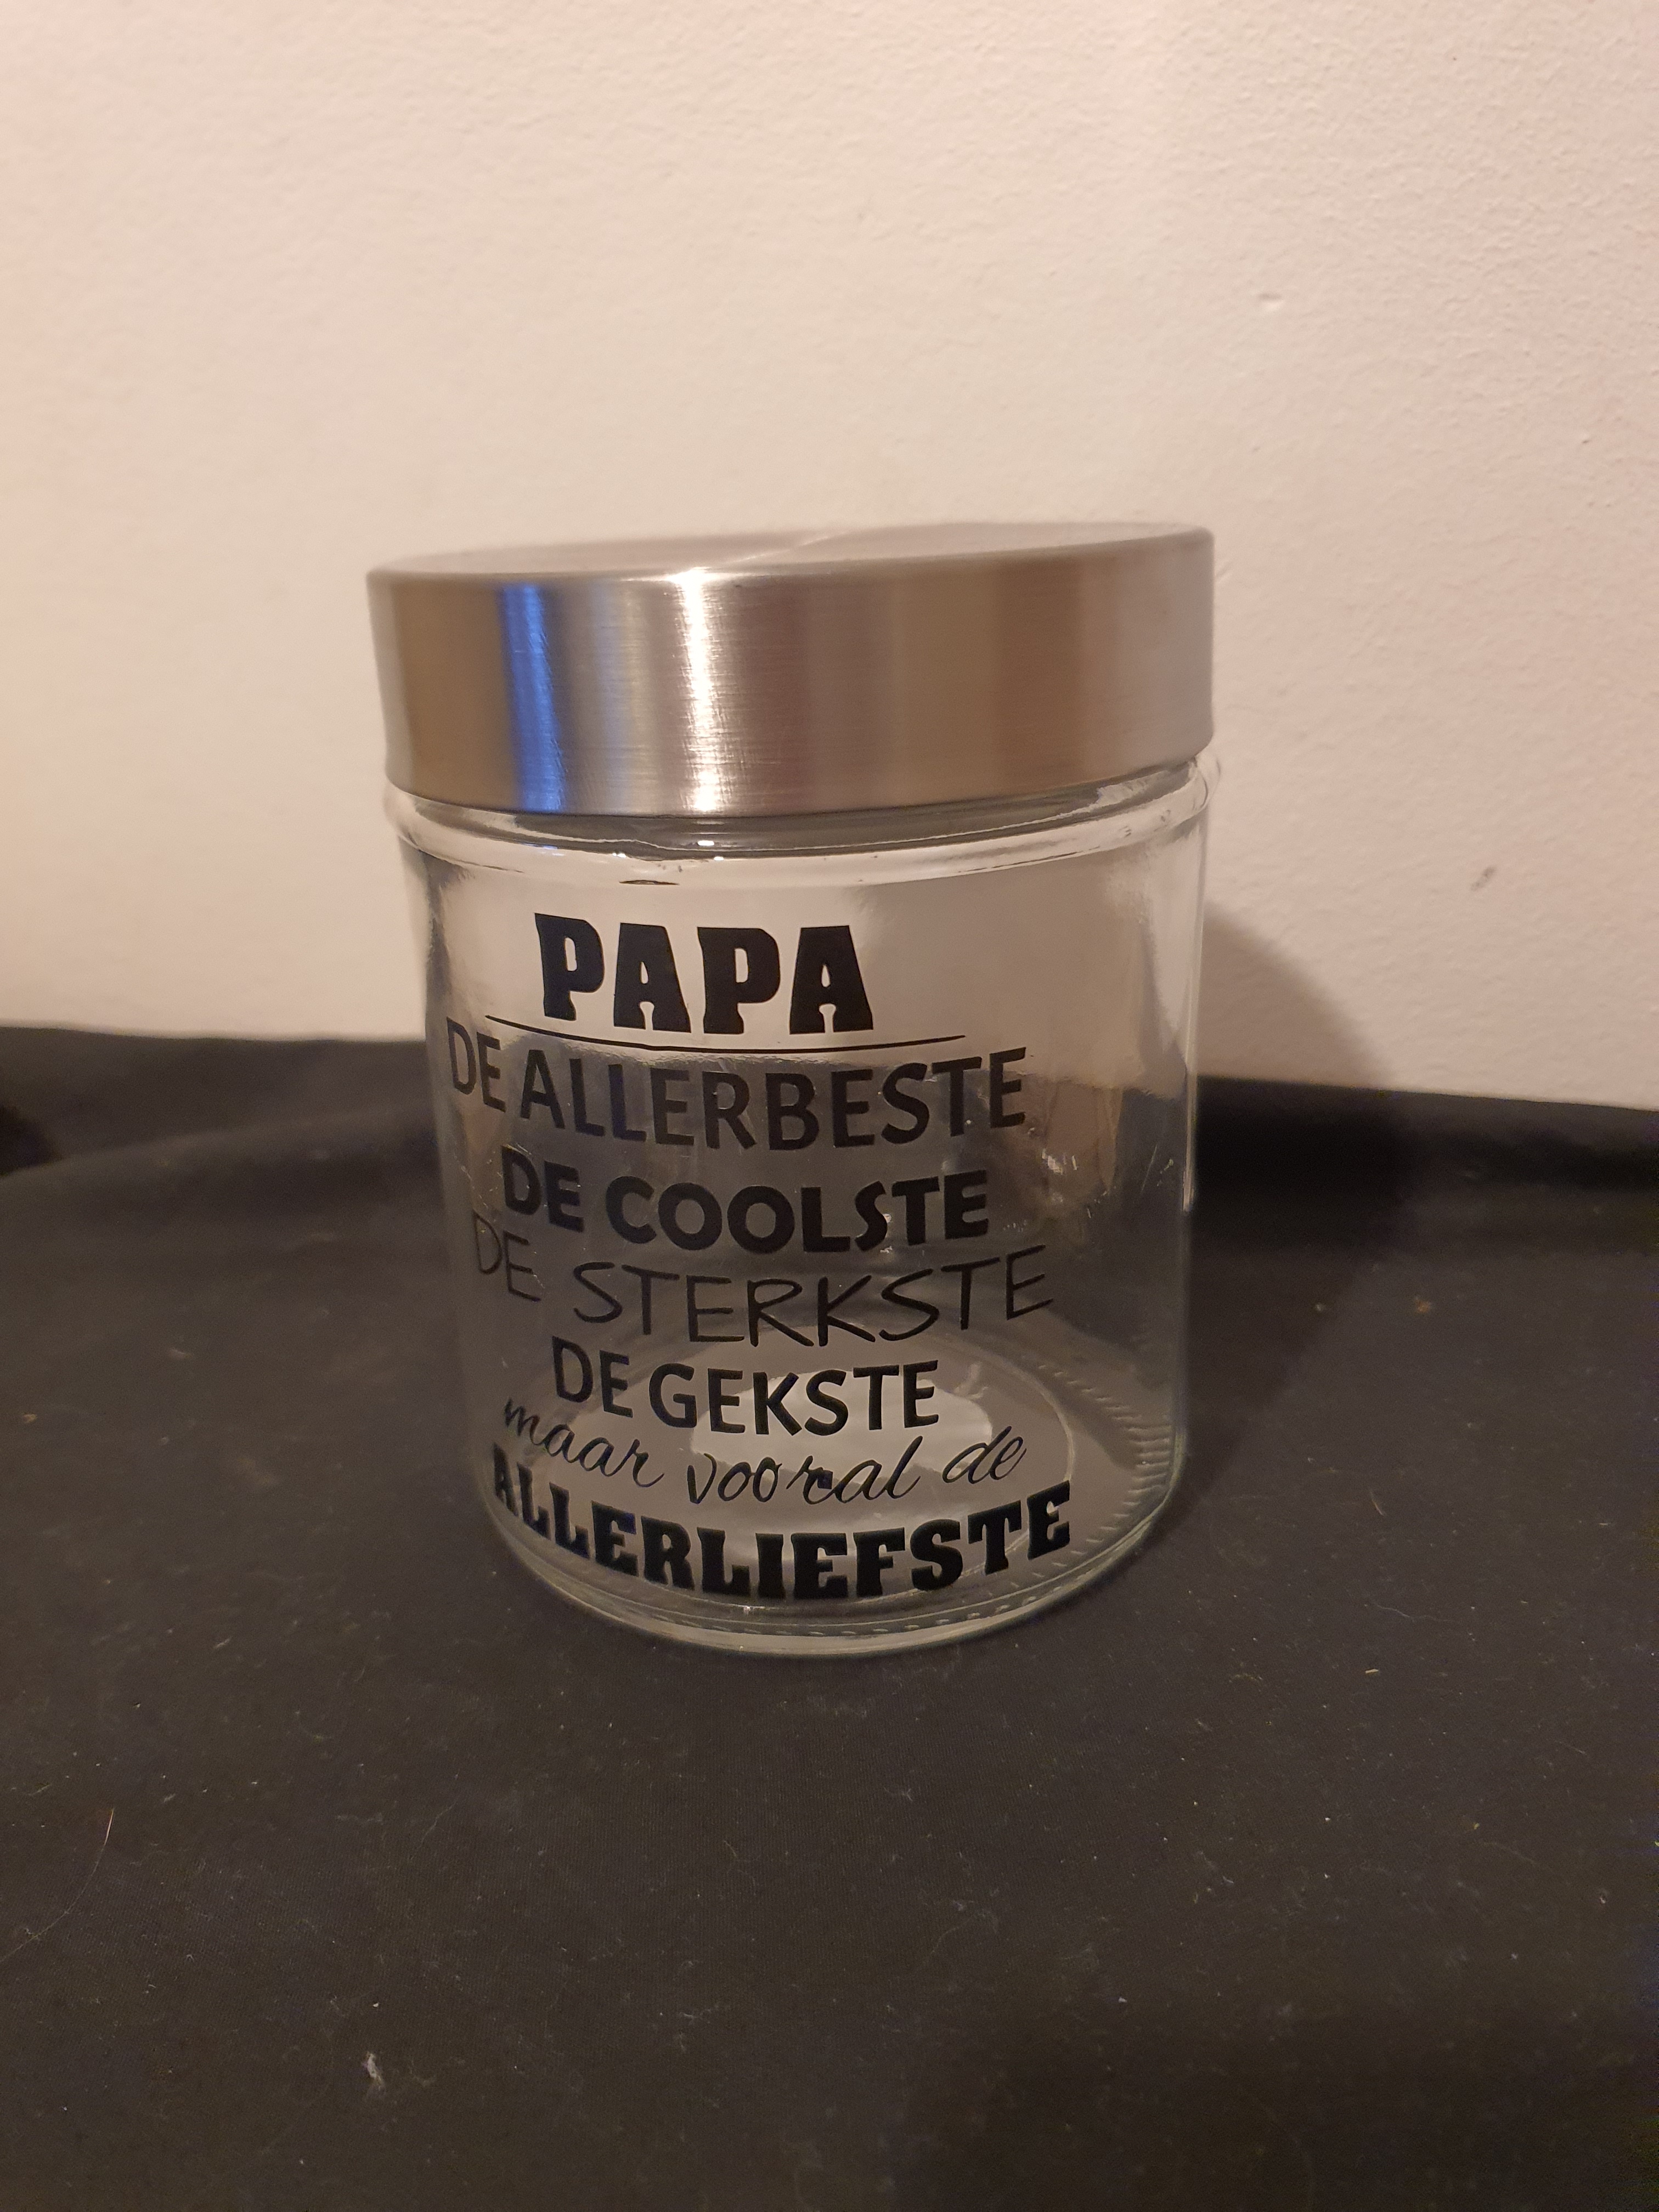 PAPA
DE ALLERBESTE
DE COOLSTE
DE STERKSTE
DE GEKSTE
maar vooral de
ALLERLIEFSTE